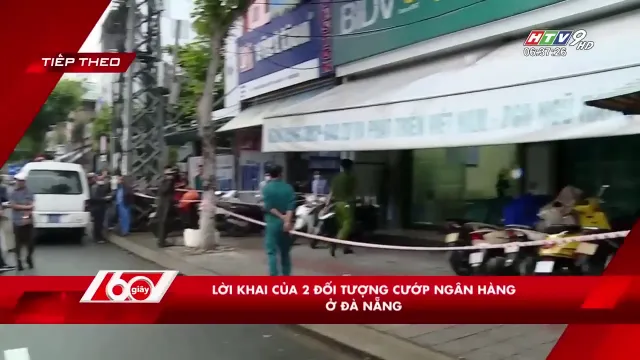 TIẾP THEO
BIDV
HTV9 HD
06:37:26
60 giây
LỜI KHAI CỦA 2 ĐỐI TƯỢNG CƯỚP NGÂN HÀNG
Ở ĐÀ NẴNG